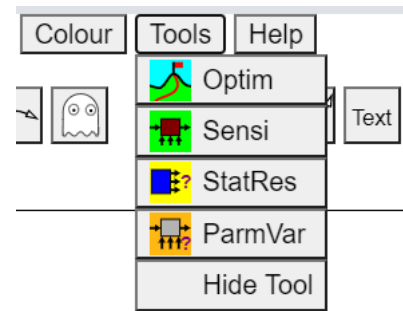 Colour Tools Help
Optim
Sensi
Text
StatRes
ParmVar
Hide Tool